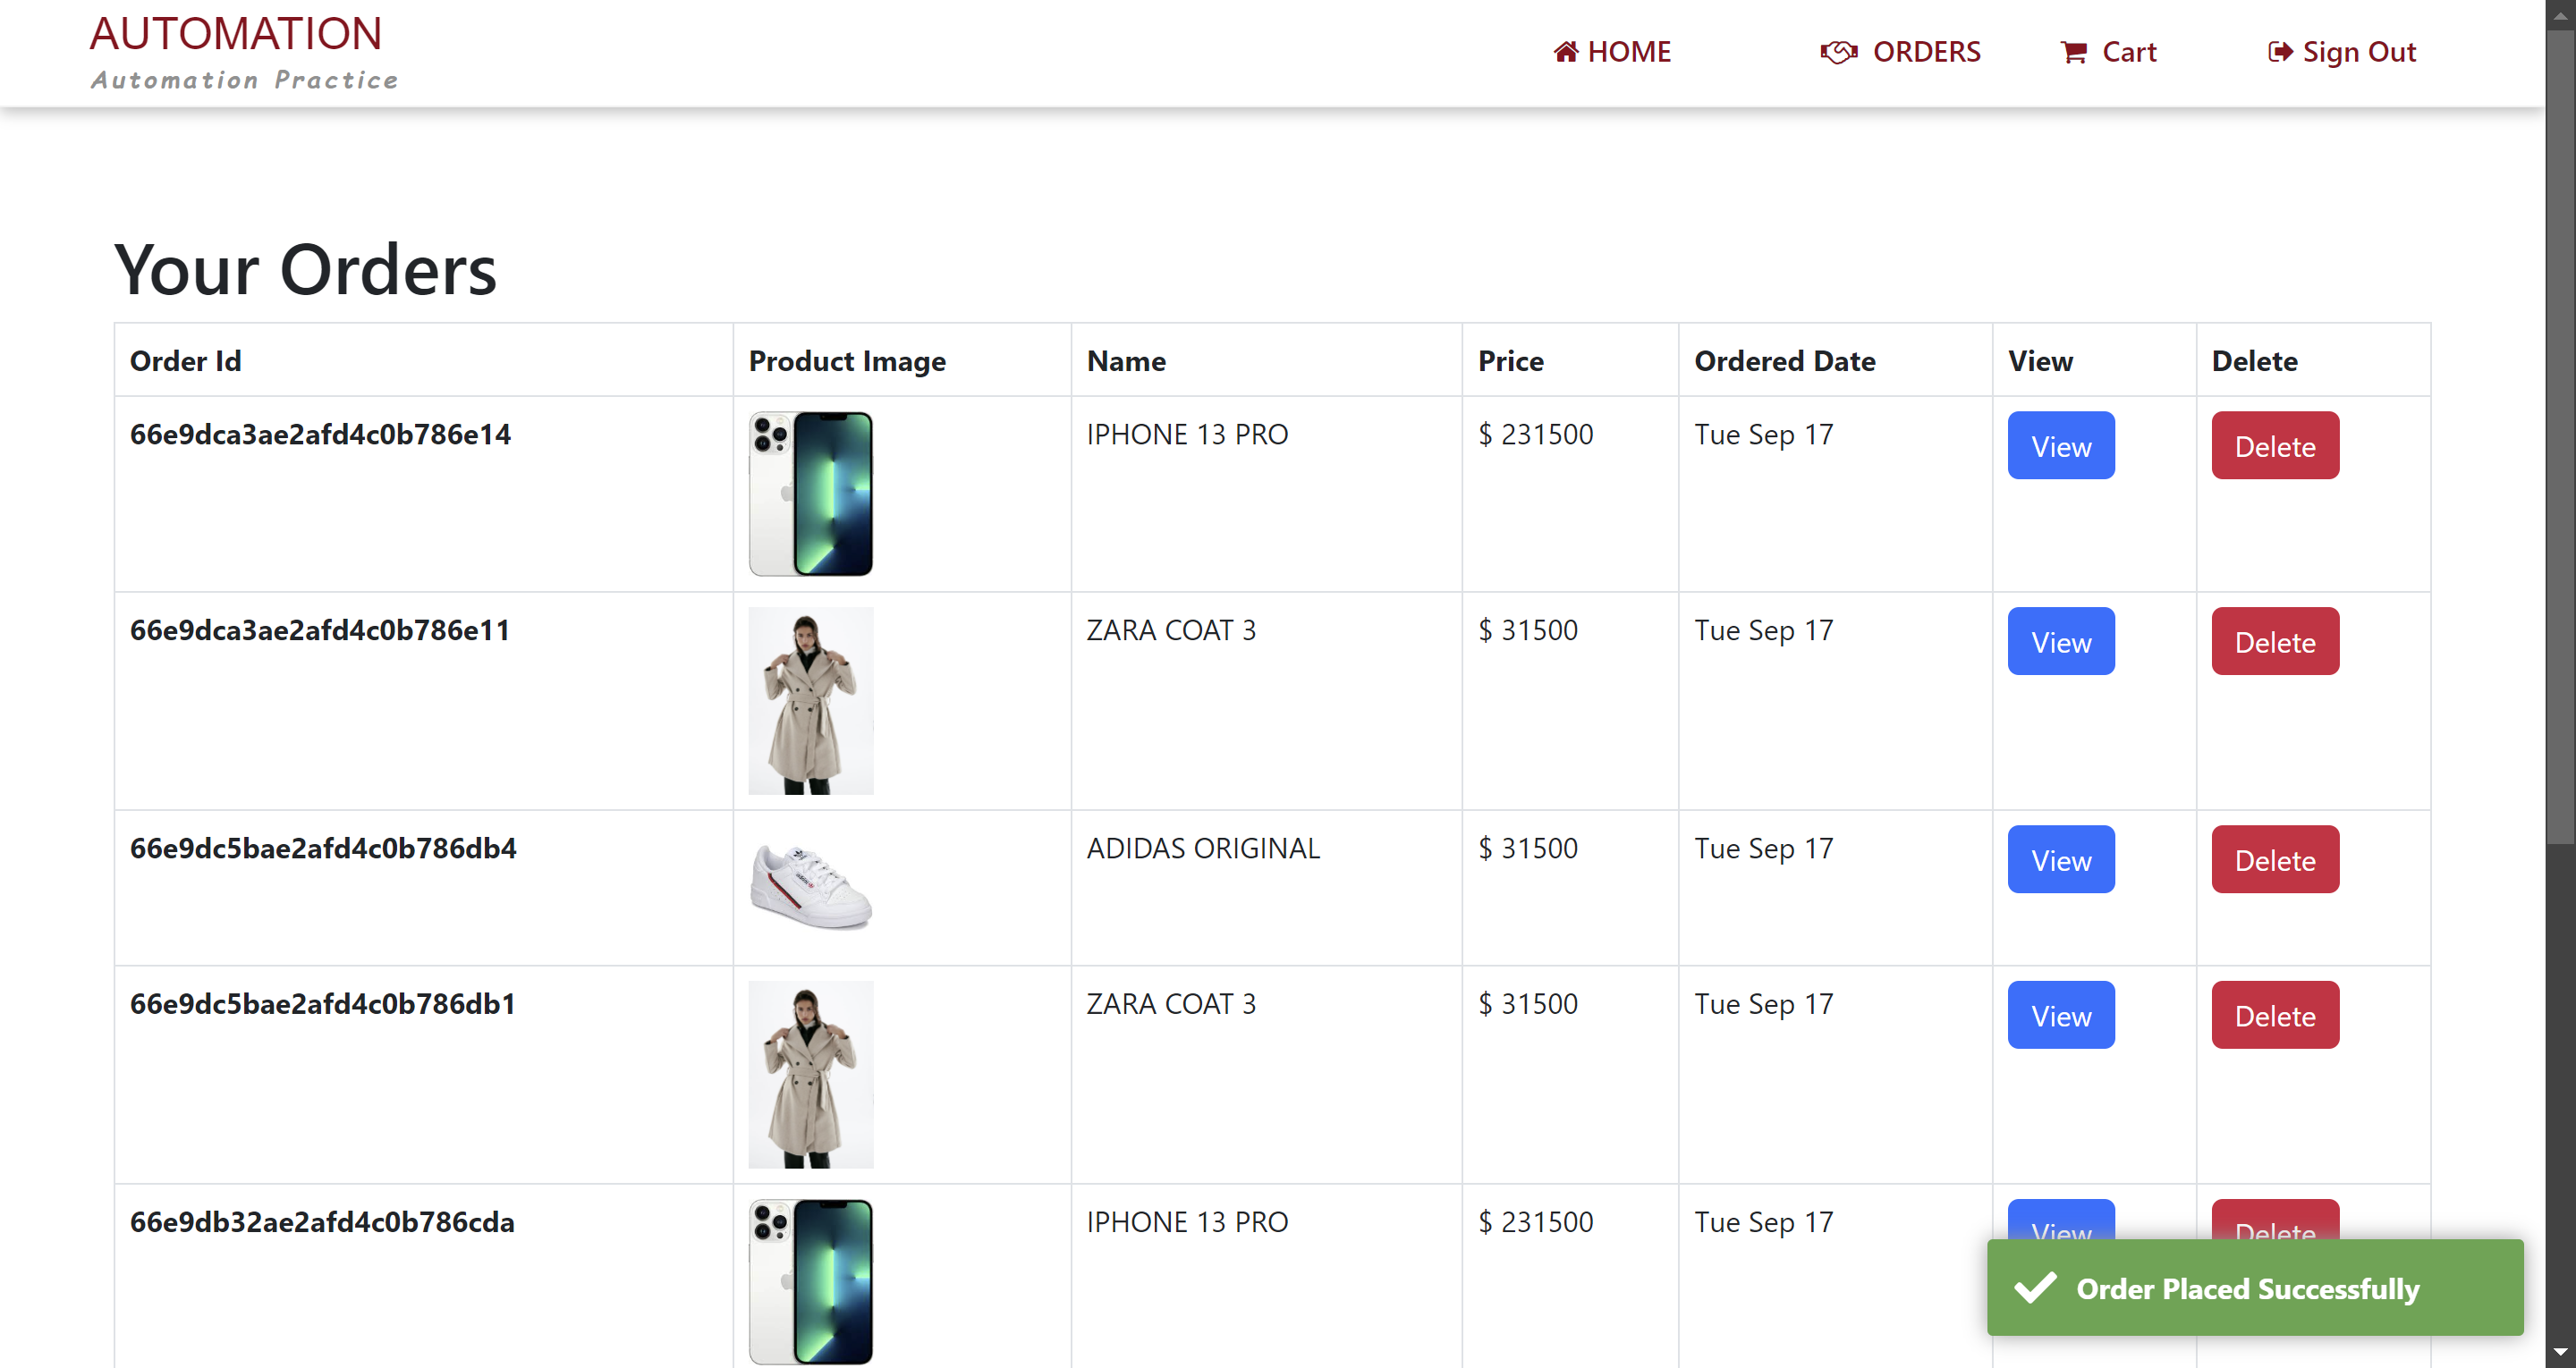 AUTOMATION
Automation Practice
HOME
ORDERS
Cart
Sign Out
Your Orders
Order Id Product Image Name Price Ordered Date View Delete
66e9dca3ae2afd4c0b786e14 IPHONE 13 PRO $ 231500 Tue Sep 17 View Delete
66e9dca3ae2afd4c0b786e11 ZARA COAT 3 $ 31500 Tue Sep 17 View Delete
66e9dc5bae2afd4c0b786db4 ADIDAS ORIGINAL $ 31500 Tue Sep 17 View Delete
66e9dc5bae2afd4c0b786db1 ZARA COAT 3 $ 31500 Tue Sep 17 View Delete
66e9db32ae2afd4c0b786cda IPHONE 13 PRO $ 231500 Tue Sep 17 View Delete
Order Placed Successfully